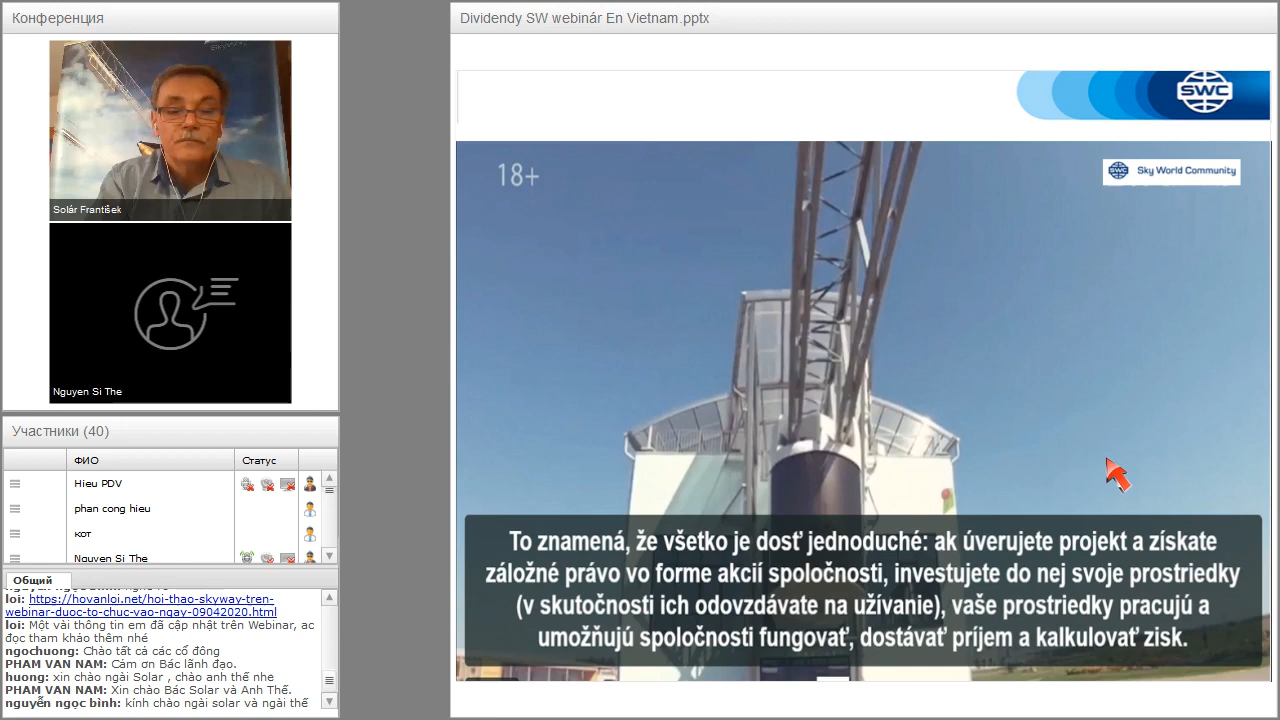 Конференция
Solár František
Nguyen Si The
Участники (40)
ФИО
Статус
Hieu PDV
phan cong hieu
кот
Nguyen Si The
Общий
loi: https://hovanloi.net/hoi-thao-skyway-tren-
webinar-duoc-to-chuc-vao-ngay-09042020.html
loi: Một vài thông tin em đã cập nhật trên Webinar, ac
đọc tham khảo thêm nhé
ngochuong: Chào tất cả các cổ đông
PHAM VAN NAM: Cảm ơn Bác lãnh đạo.
huong: xin chào ngài Solar , chào anh thế nhe
PHAM VAN NAM: Xin chào Bác Solar và Anh Thế.
nguyễn ngọc bình: kính chào ngài solar và ngài thế
Dividendy SW webinár En Vietnam.pptx
SWC
18+
SWC Sky World Community
To znamená, že všetko je dosť jednoduché: ak úverujete projekt a získate
záložné právo vo forme akcií spoločnosti, investujete do nej svoje prostriedky
(v skutočnosti ich odovzdávate na užívanie), vaše prostriedky pracujú a
umožňujú spoločnosti fungovať, dostávať príjem a kalkulovať zisk.